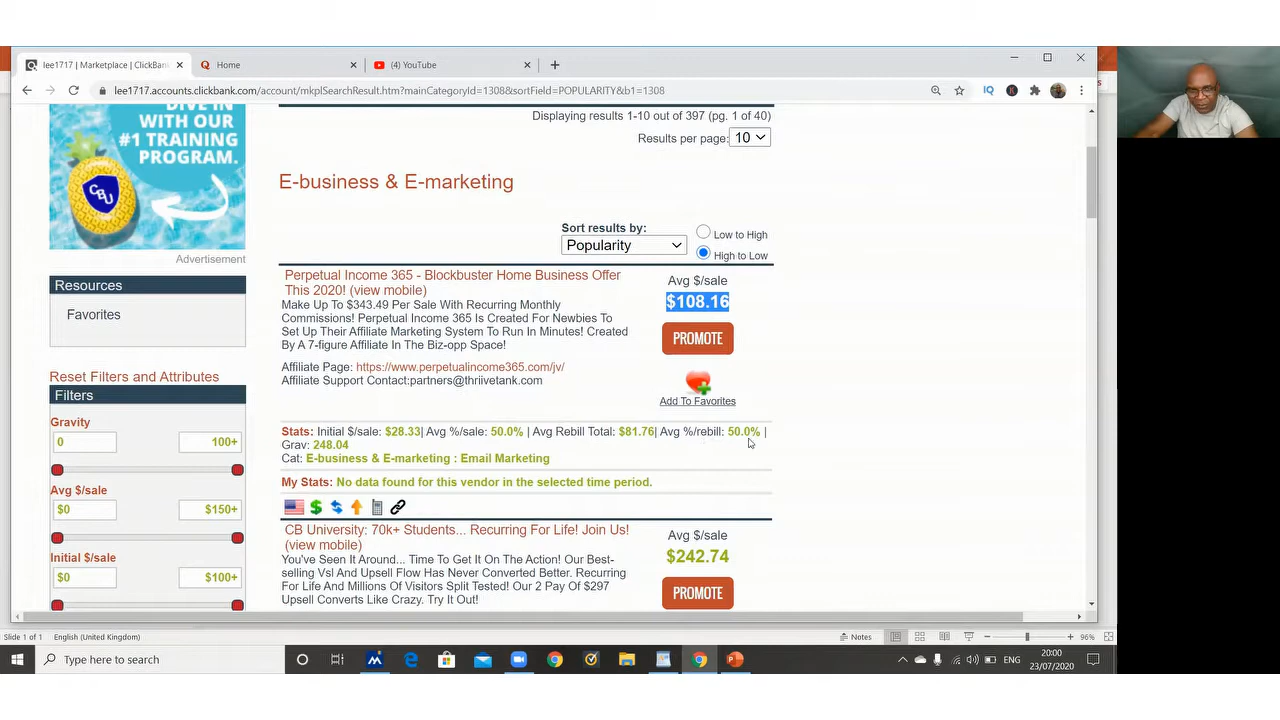 lee1717 | Marketplace | ClickBan
Home
(4) YouTube
lee1717.accounts.clickbank.com/account/mkplSearchResult.htm?mainCategoryId=1308&sortField=POPULARITY&b1=1308
IQ
DIVE IN
WITH OUR
#1 TRAINING
PROGRAM.
CBU
Advertisement
Resources
Favorites
Reset Filters and Attributes
Filters
Gravity
0 100+
Avg $/sale
$0 $150+
Initial $/sale
$0 $100+
Displaying results 1-10 out of 397 (pg. 1 of 40)
Results per page: 10
E-business & E-marketing
Sort results by:
Popularity
Low to High
High to Low
Perpetual Income 365 - Blockbuster Home Business Offer
This 2020! (view mobile)
Make Up To $343.49 Per Sale With Recurring Monthly
Commissions! Perpetual Income 365 Is Created For Newbies To
Set Up Their Affiliate Marketing System To Run In Minutes! Created
By A 7-figure Affiliate In The Biz-opp Space!
Affiliate Page: https://www.perpetualincome365.com/jv/
Affiliate Support Contact:partners@thriivetank.com
Avg $/sale
$108.16
PROMOTE
Add To Favorites
Stats: Initial $/sale: $28.33| Avg %/sale: 50.0% | Avg Rebill Total: $81.76| Avg %/rebill: 50.0% |
Grav: 248.04
Cat: E-business & E-marketing : Email Marketing
My Stats: No data found for this vendor in the selected time period.
CB University: 70k+ Students... Recurring For Life! Join Us!
(view mobile)
You've Seen It Around... Time To Get It On The Action! Our Best-
selling Vsl And Upsell Flow Has Never Converted Better. Recurring
For Life And Millions Of Visitors Split Tested! Our 2 Pay Of $297
Upsell Converts Like Crazy. Try It Out!
Avg $/sale
$242.74
PROMOTE
Slide 1 of 1 English (United Kingdom) Notes 96%
Type here to search
ENG
20:00
23/07/2020